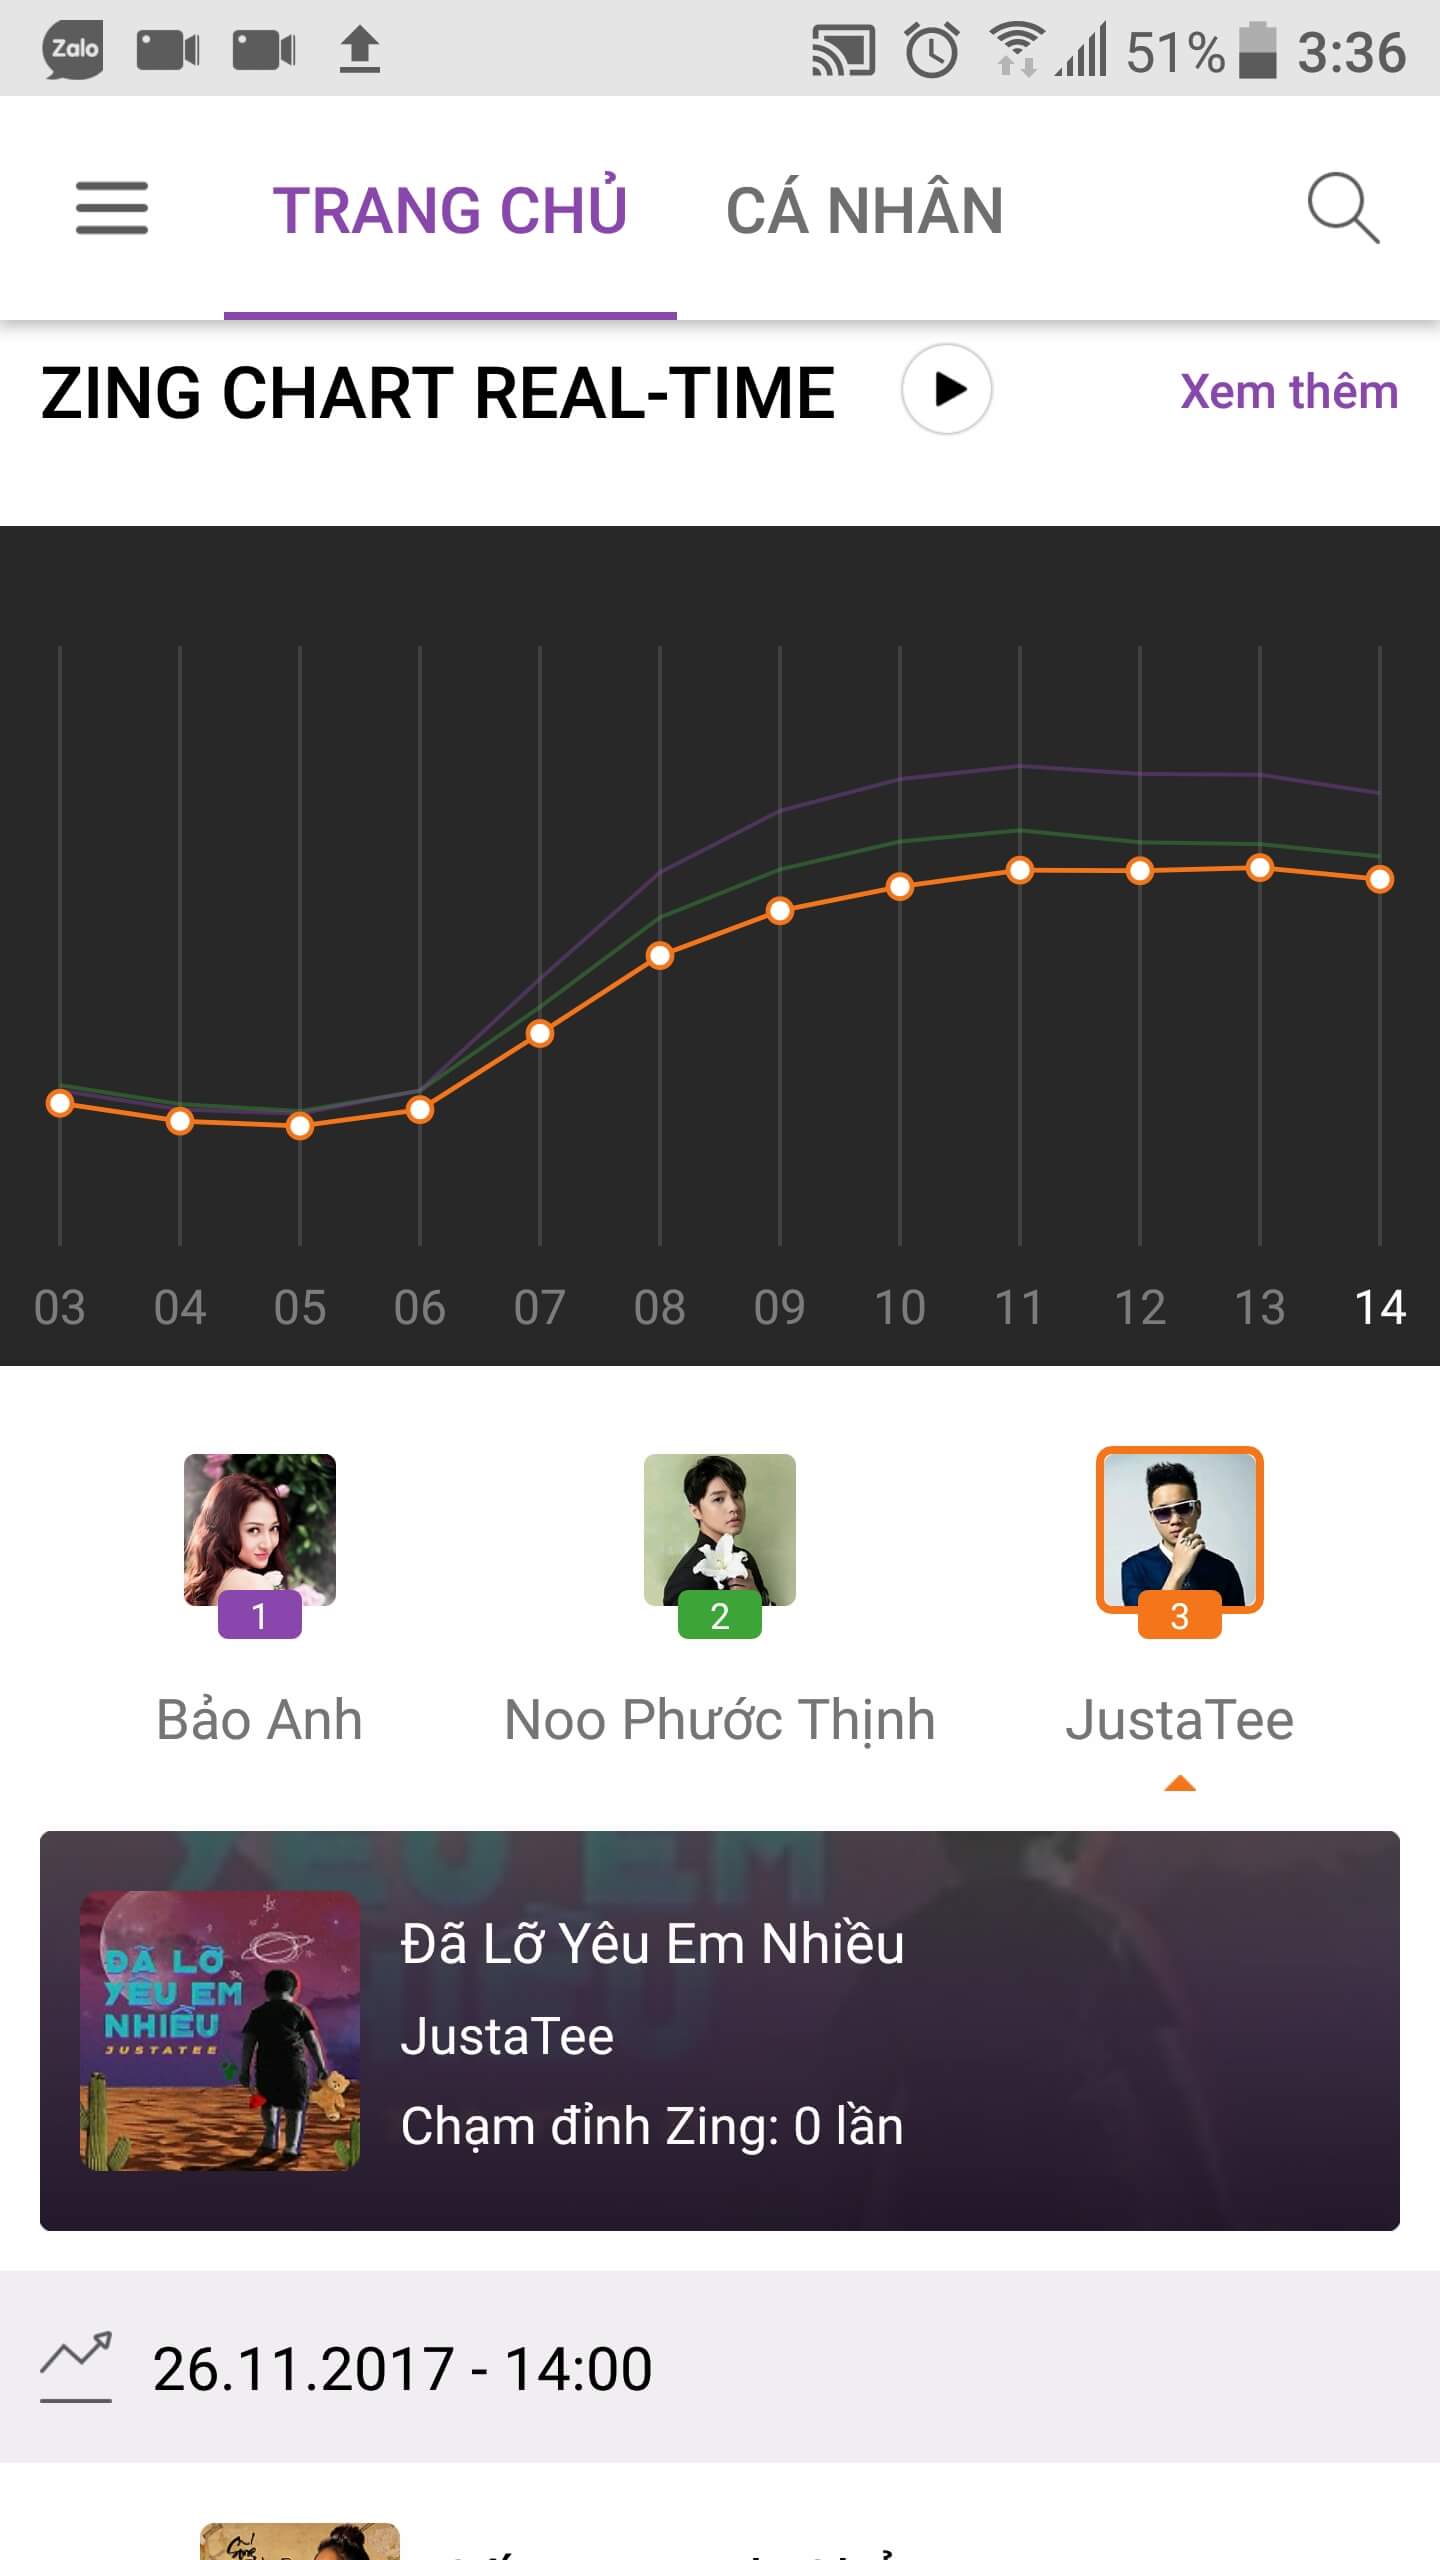 Zalo
51% 3:36
TRANG CHỦ CÁ NHÂN
ZING CHART REAL-TIME Xem thêm
03 04 05 06 07 08 09 10 11 12 13 14
1 2 3
Bảo Anh Noo Phước Thịnh JustaTee
ĐÃ LỠ
YÊU EM
NHIỀU
JUSTATEE
Đã Lỡ Yêu Em Nhiều
JustaTee
Chạm đỉnh Zing: 0 lần
26.11.2017 - 14:00